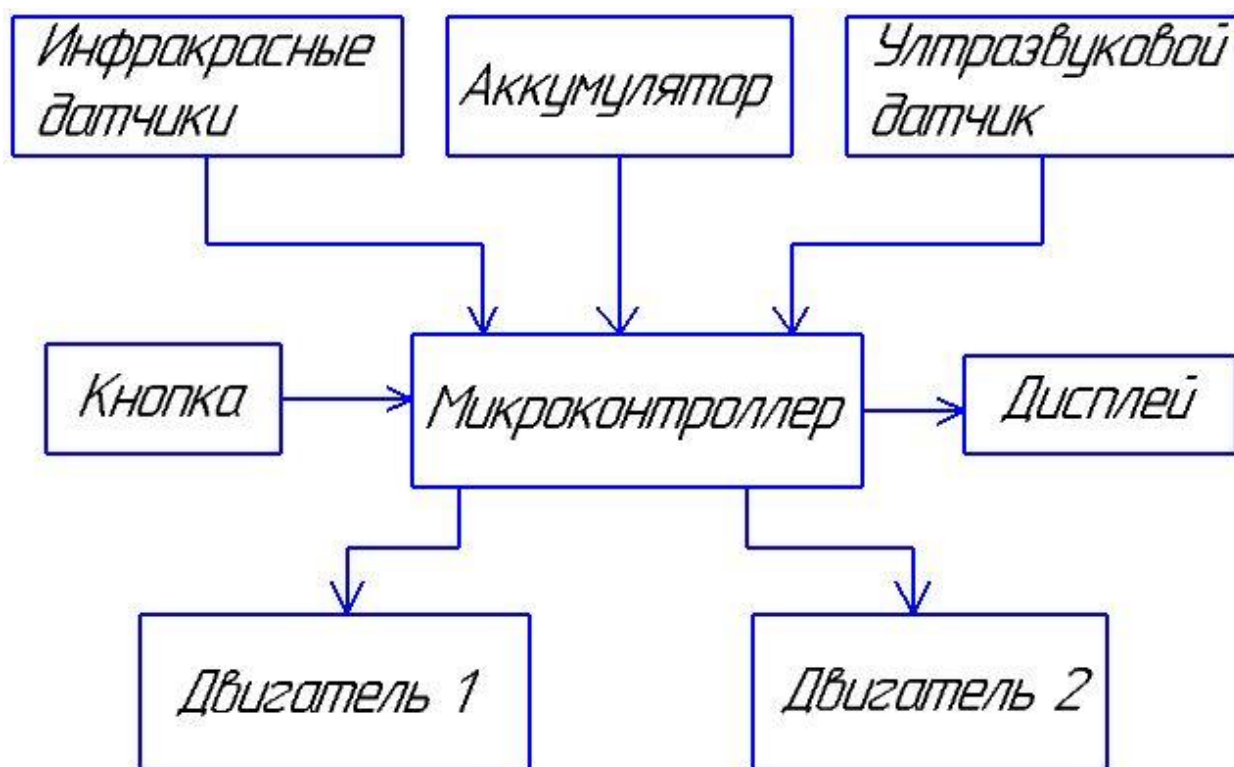 Инфракрасные
датчики
Аккумулятор
Ултразвуковой
датчик
Кнопка
Микроконтроллер
Дисплей
Двигатель 1
Двигатель 2